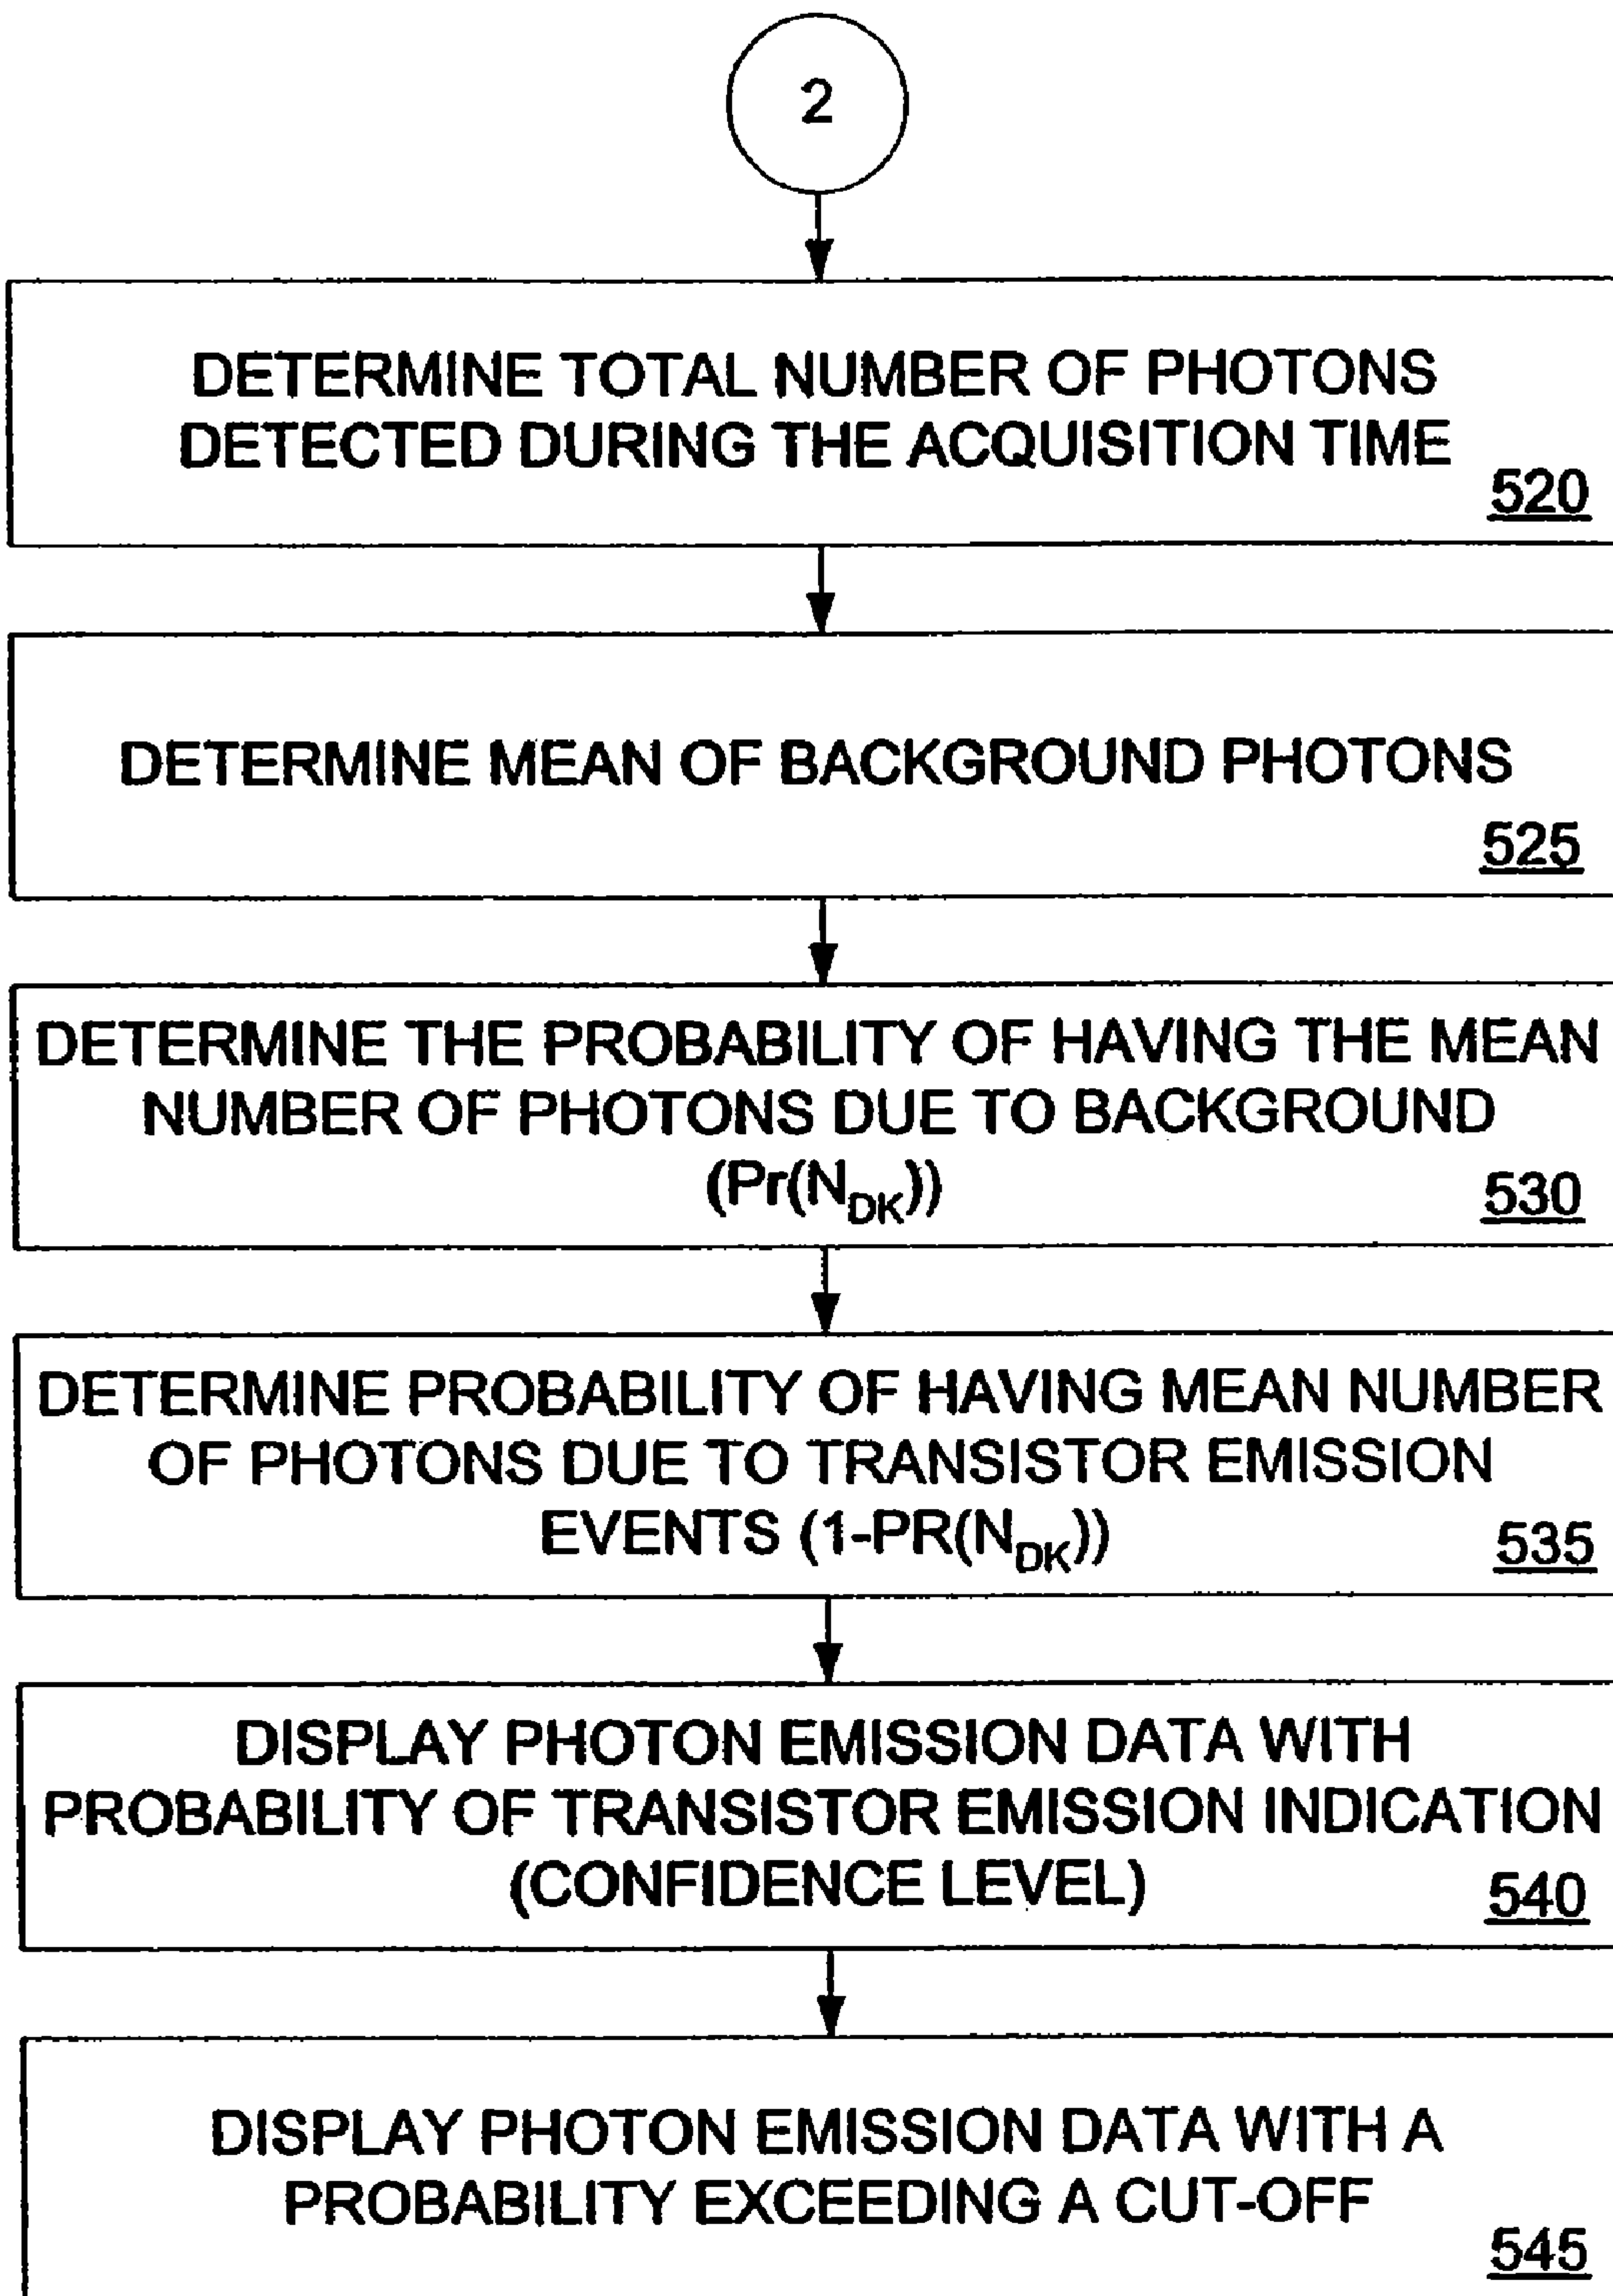 2
DETERMINE TOTAL NUMBER OF PHOTONS
DETECTED DURING THE ACQUISITION TIME
520
DETERMINE MEAN OF BACKGROUND PHOTONS
525
DETERMINE THE PROBABILITY OF HAVING THE MEAN
NUMBER OF PHOTONS DUE TO BACKGROUND
(Pr(N_DK))
530
DETERMINE PROBABILITY OF HAVING MEAN NUMBER
OF PHOTONS DUE TO TRANSISTOR EMISSION
EVENTS (1-PR(N_DK))
535
DISPLAY PHOTON EMISSION DATA WITH
PROBABILITY OF TRANSISTOR EMISSION INDICATION
(CONFIDENCE LEVEL)
540
DISPLAY PHOTON EMISSION DATA WITH A
PROBABILITY EXCEEDING A CUT-OFF
545